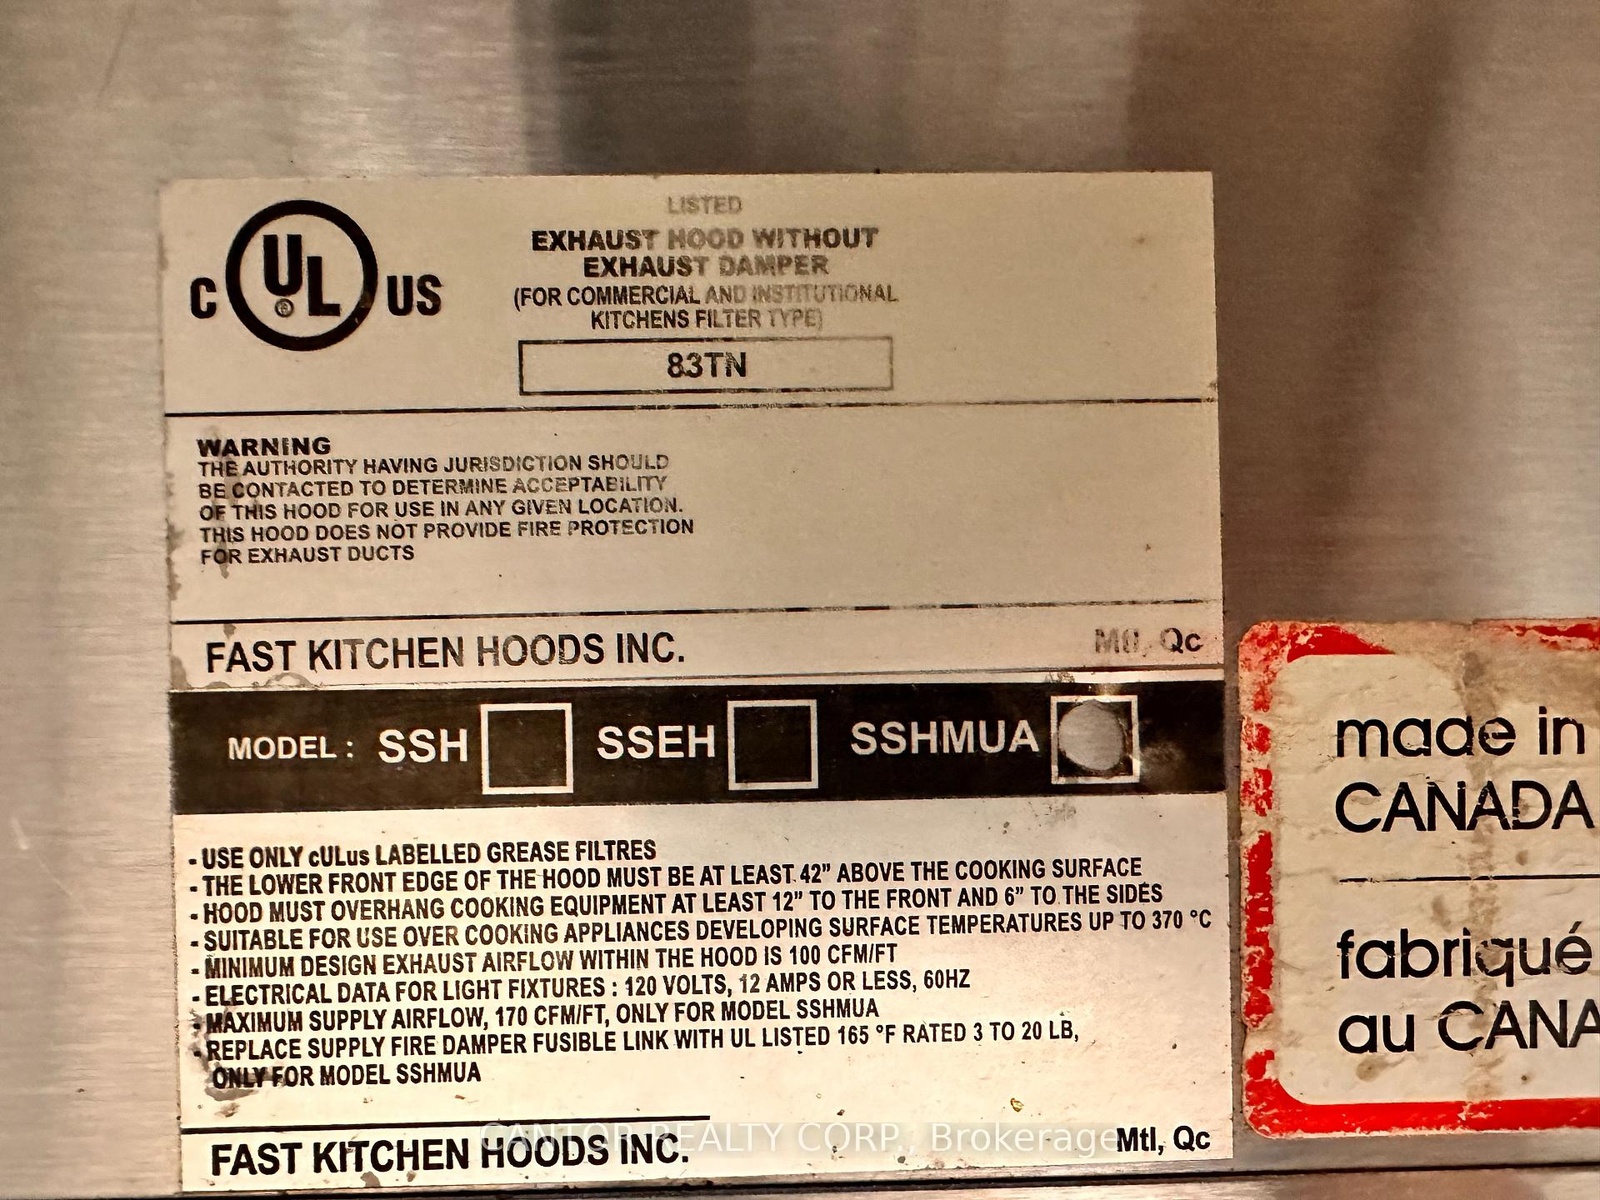 LISTED
EXHAUST HOOD WITHOUT
EXHAUST DAMPER
(FOR COMMERCIAL AND INSTITUTIONAL
KITCHENS FILTER TYPE)
C UL ® US
83TN
WARNING
THE AUTHORITY HAVING JURISDICTION SHOULD
BE CONTACTED TO DETERMINE ACCEPTABILITY
OF THIS HOOD FOR USE IN ANY GIVEN LOCATION.
THIS HOOD DOES NOT PROVIDE FIRE PROTECTION
FOR EXHAUST DUCTS
FAST KITCHEN HOODS INC. Mtl, Qc
MODEL : SSH SSEH SSHMUA
- USE ONLY cULus LABELLED GREASE FILTRES
- THE LOWER FRONT EDGE OF THE HOOD MUST BE AT LEAST 42" ABOVE THE COOKING SURFACE
- HOOD MUST OVERHANG COOKING EQUIPMENT AT LEAST 12" TO THE FRONT AND 6" TO THE SIDES
- SUITABLE FOR USE OVER COOKING APPLIANCES DEVELOPING SURFACE TEMPERATURES UP TO 370 °C
- MINIMUM DESIGN EXHAUST AIRFLOW WITHIN THE HOOD IS 100 CFM/FT
- ELECTRICAL DATA FOR LIGHT FIXTURES : 120 VOLTS, 12 AMPS OR LESS, 60HZ
- MAXIMUM SUPPLY AIRFLOW, 170 CFM/FT, ONLY FOR MODEL SSHMUA
- REPLACE SUPPLY FIRE DAMPER FUSIBLE LINK WITH UL LISTED 165 °F RATED 3 TO 20 LB,
ONLY FOR MODEL SSHMUA
FAST KITCHEN HOODS INC. Mtl, Qc
made in
CANADA
fabriqué
au CANA
CANTOR REALTY CORP., Brokerage